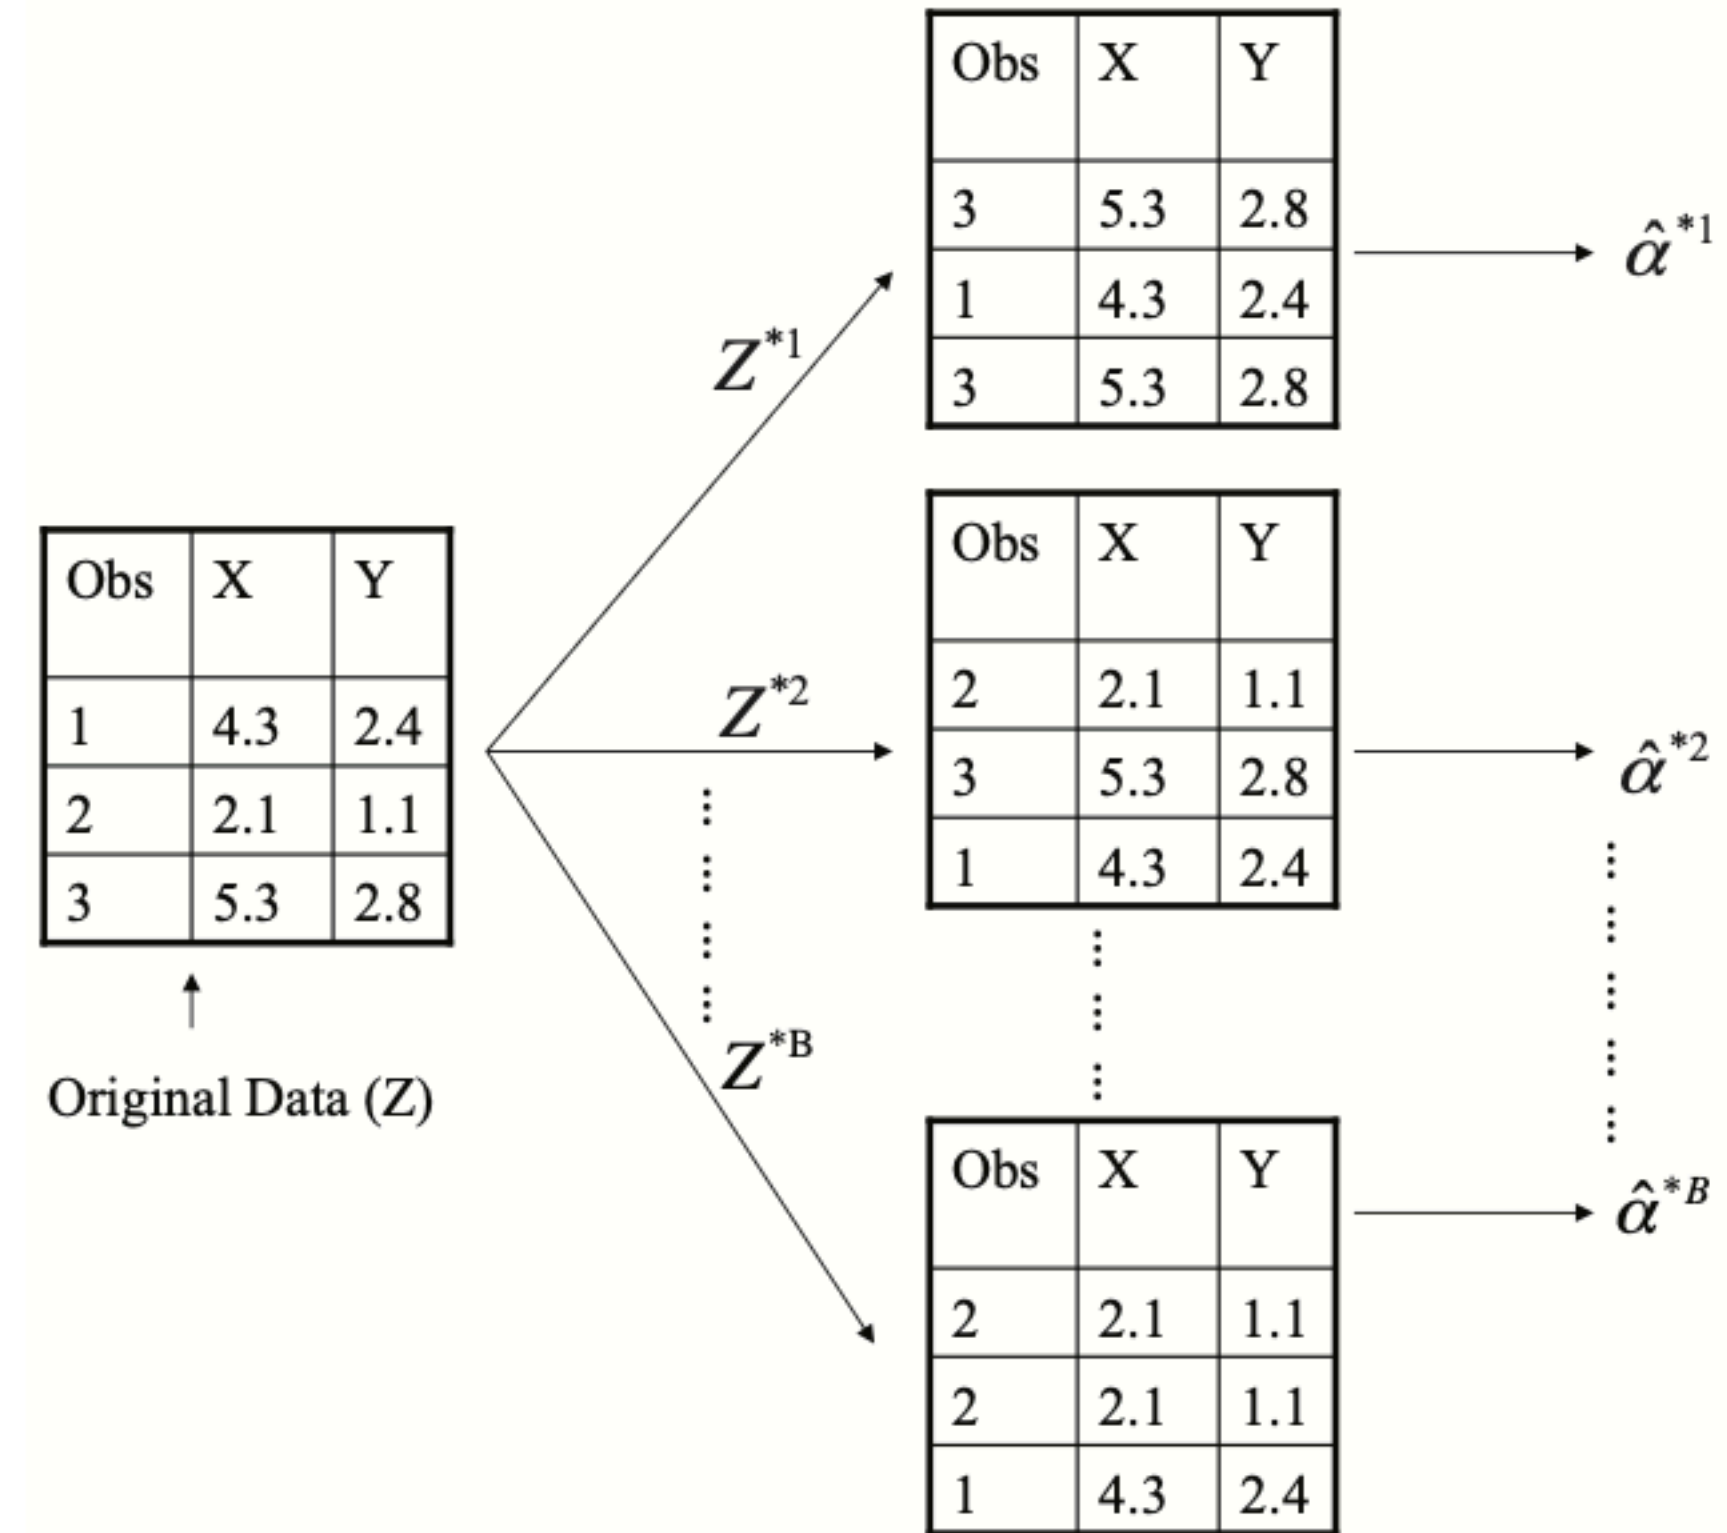 Obs X Y
3 5.3 2.8
1 4.3 2.4
3 5.3 2.8
α̂*1
Z*1
Obs X Y
1 4.3 2.4
2 2.1 1.1
3 5.3 2.8
Original Data (Z)
Z*2
Obs X Y
2 2.1 1.1
3 5.3 2.8
1 4.3 2.4
α̂*2
Z*B
Obs X Y
2 2.1 1.1
2 2.1 1.1
1 4.3 2.4
α̂*B